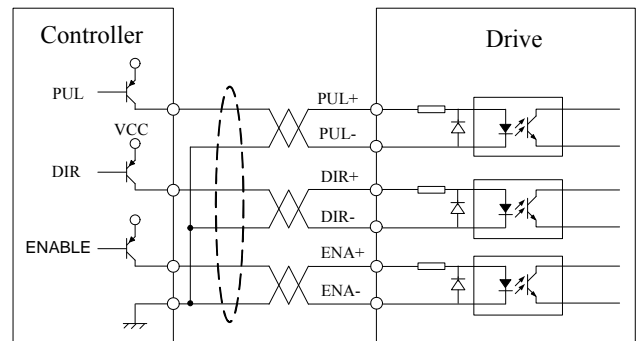 Controller
Drive
PUL
VCC
DIR
ENABLE
PUL+
PUL-
DIR+
DIR-
ENA+
ENA-